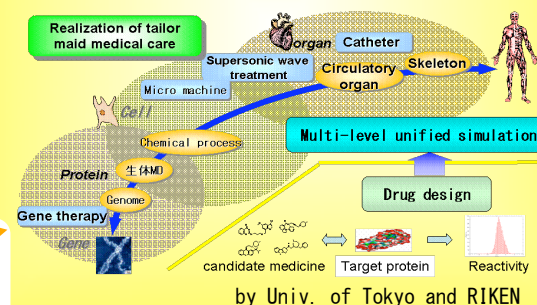 Realization of tailor
maid medical care
organ
Catheter
Supersonic wave
treatment
Circulatory
organ
Skeleton
Micro machine
Cell
Chemical process
Multi-level unified simulation
Protein
生体MD
Genome
Drug design
Gene therapy
Gene
candidate medicine
Target protein
Reactivity
by Univ. of Tokyo and RIKEN